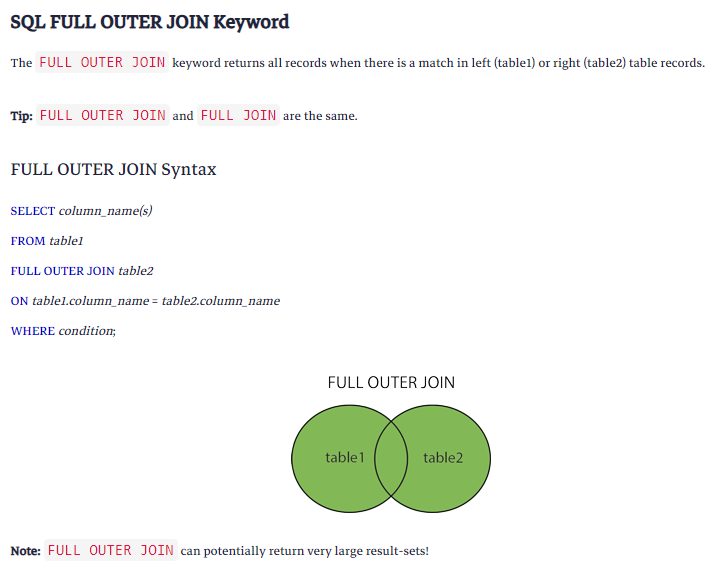 SQL FULL OUTER JOIN Keyword
The FULL OUTER JOIN keyword returns all records when there is a match in left (table1) or right (table2) table records.
Tip: FULL OUTER JOIN and FULL JOIN are the same.
FULL OUTER JOIN Syntax
SELECT column_name(s)
FROM table1
FULL OUTER JOIN table2
ON table1.column_name = table2.column_name
WHERE condition;
FULL OUTER JOIN
table1 table2
Note: FULL OUTER JOIN can potentially return very large result-sets!